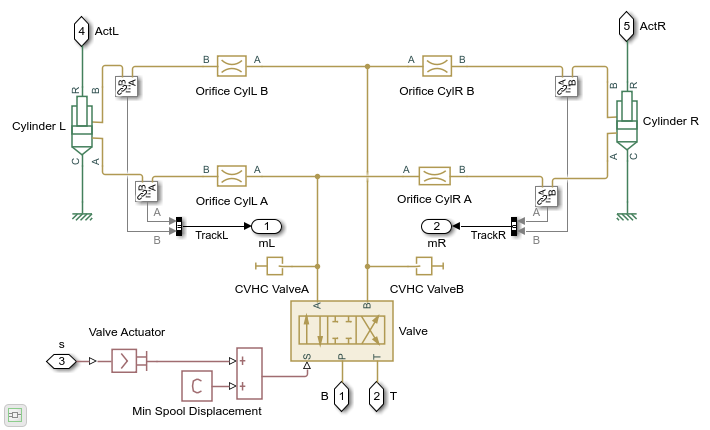 4 ActL
5 ActR
R B
B A
B A
Orifice CylL B
A B
Orifice CylR B
B A
B R
Cylinder L
Cylinder R
C A
B A
B A
Orifice CylL A
A B
Orifice CylR A
A B
A C
A
B
TrackL
1
mL
2
mR
TrackR
A
B
CVHC ValveA
CVHC ValveB
A B
Valve
S P T
s
3
Valve Actuator
+
+
C
Min Spool Displacement
B 1
2 T